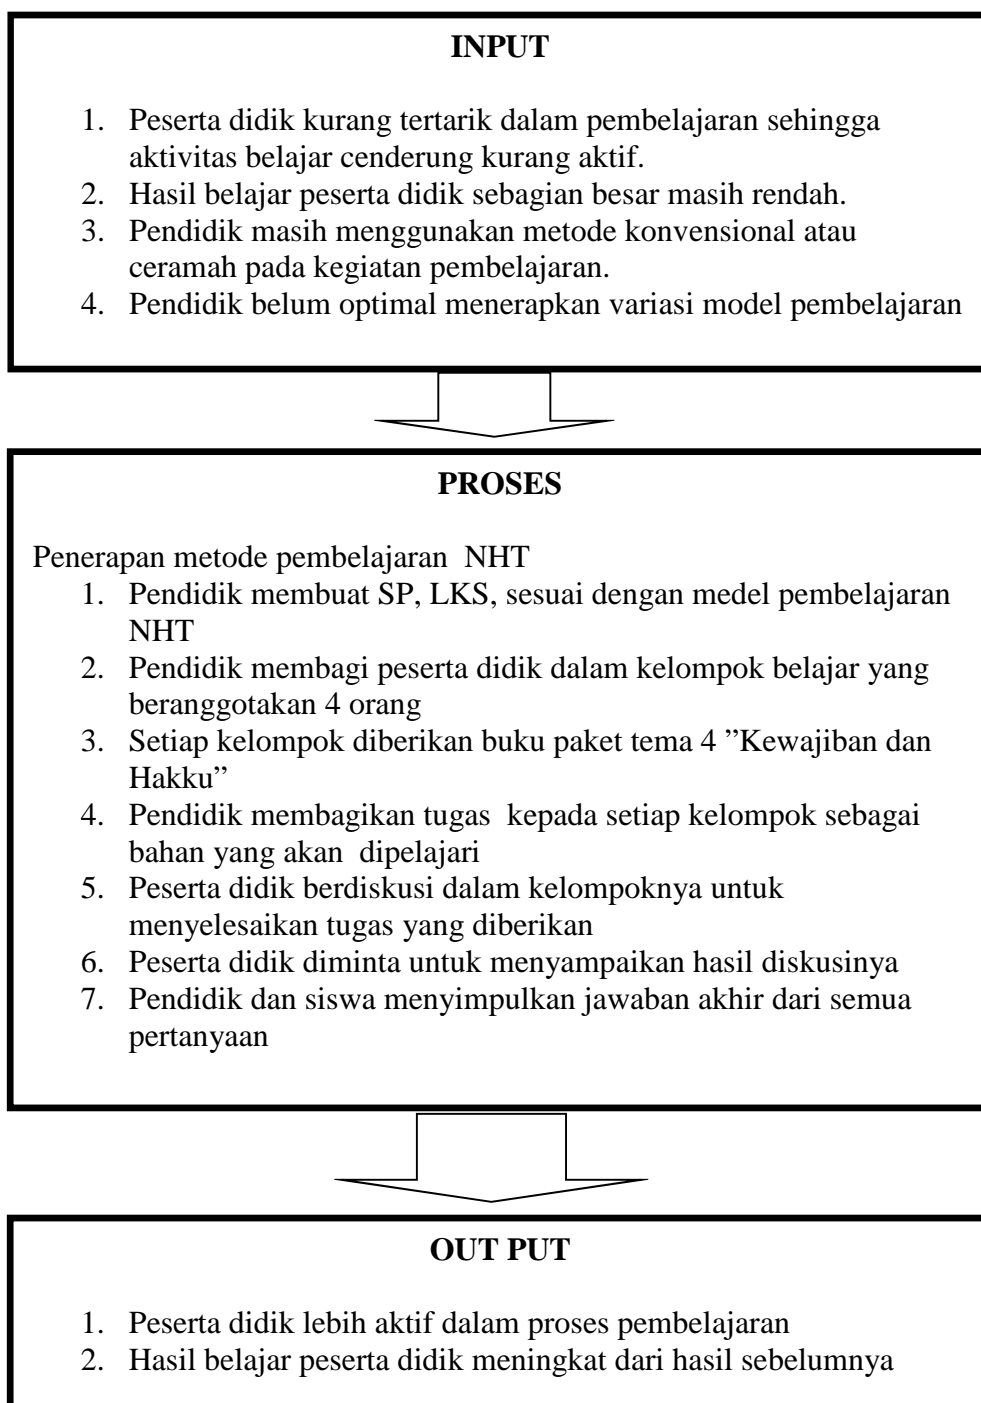 INPUT
1. Peserta didik kurang tertarik dalam pembelajaran sehingga
aktivitas belajar cenderung kurang aktif.
2. Hasil belajar peserta didik sebagian besar masih rendah.
3. Pendidik masih menggunakan metode konvensional atau
ceramah pada kegiatan pembelajaran.
4. Pendidik belum optimal menerapkan variasi model pembelajaran
PROSES
Penerapan metode pembelajaran  NHT
1. Pendidik membuat SP, LKS, sesuai dengan medel pembelajaran
NHT
2. Pendidik membagi peserta didik dalam kelompok belajar yang
beranggotakan 4 orang
3. Setiap kelompok diberikan buku paket tema 4 ”Kewajiban dan
Hakku”
4. Pendidik membagikan tugas  kepada setiap kelompok sebagai
bahan yang akan  dipelajari
5. Peserta didik berdiskusi dalam kelompoknya untuk
menyelesaikan tugas yang diberikan
6. Peserta didik diminta untuk menyampaikan hasil diskusinya
7. Pendidik dan siswa menyimpulkan jawaban akhir dari semua
pertanyaan
OUT PUT
1. Peserta didik lebih aktif dalam proses pembelajaran
2. Hasil belajar peserta didik meningkat dari hasil sebelumnya